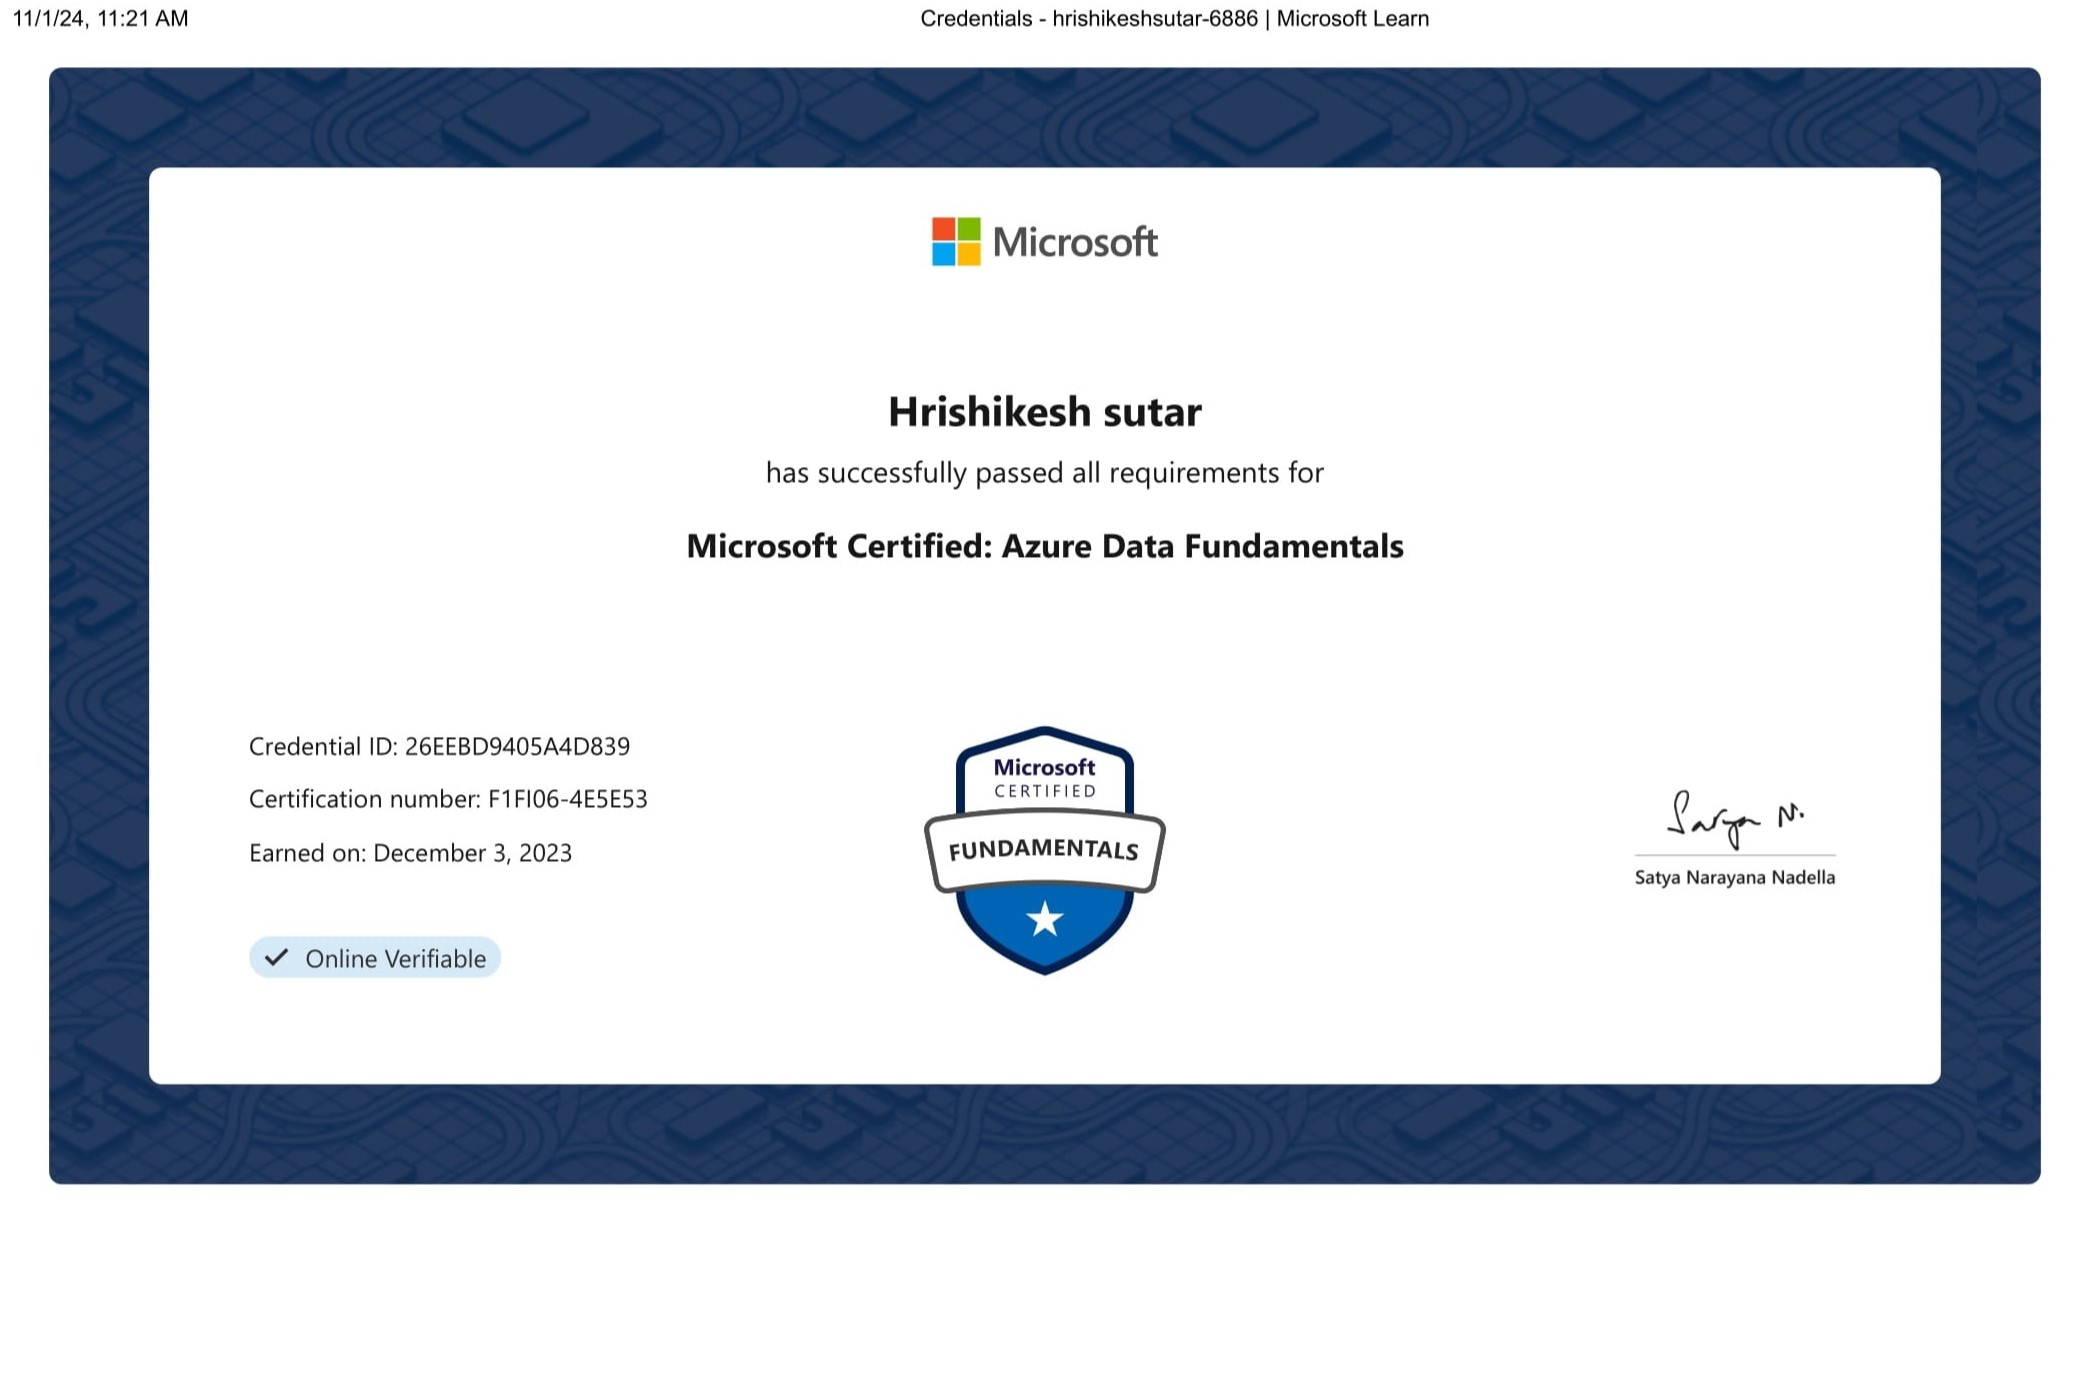 11/1/24, 11:21 AM
Credentials - hrishikeshsutar-6886 | Microsoft Learn
Microsoft
Hrishikesh sutar
has successfully passed all requirements for
Microsoft Certified: Azure Data Fundamentals
Credential ID: 26EEBD9405A4D839
Certification number: F1FI06-4E5E53
Earned on: December 3, 2023
Online Verifiable
Microsoft
CERTIFIED
FUNDAMENTALS
Satya N.
Satya Narayana Nadella